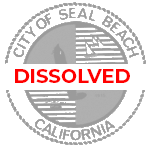 CITY OF SEAL BEACH
DISSOLVED
CALIFORNIA